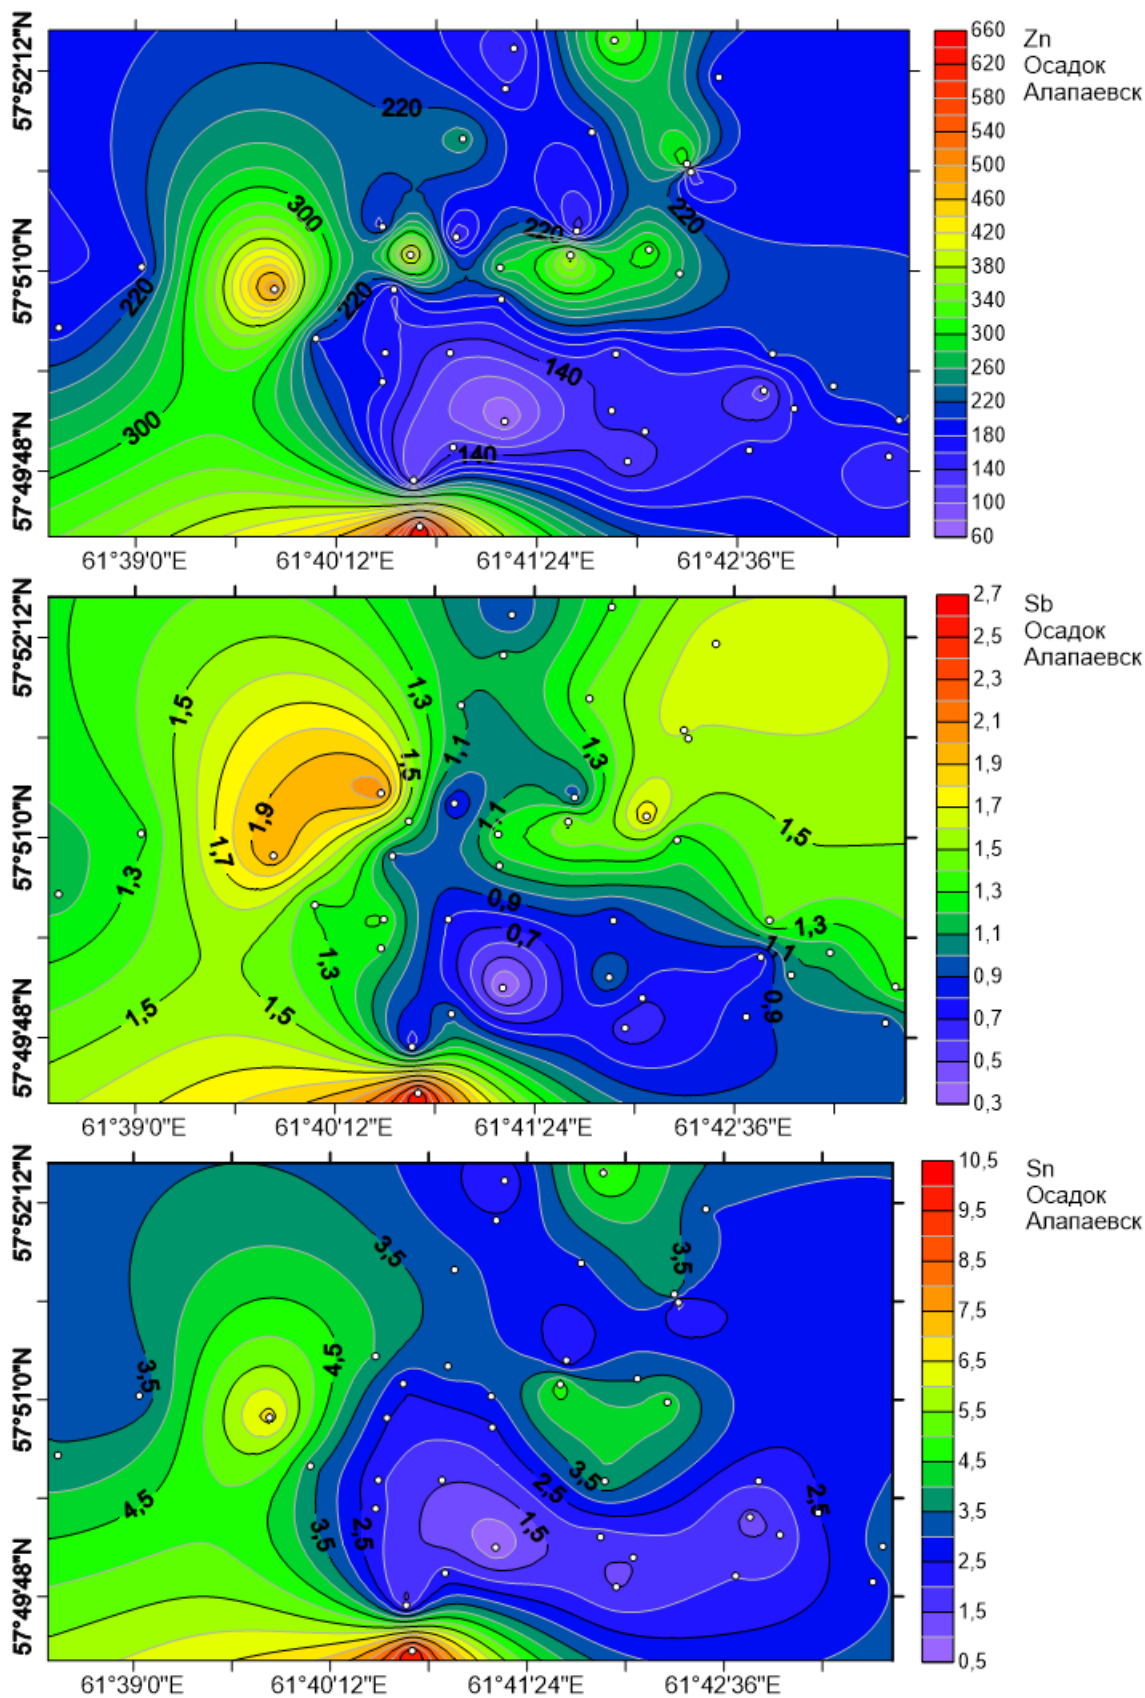 57°52'12"N
57°51'0"N
57°49'48"N
220
300
220
220
220
220
300
140
140
61°39'0"E
61°40'12"E
61°41'24"E
61°42'36"E
660
620
580
540
500
460
420
380
340
300
260
220
180
140
100
60
Zn
Осадок
Алапаевск
57°52'12"N
57°51'0"N
57°49'48"N
1,5
1,3
1,1
1,5
1,3
1,9
1,1
1,7
1,5
1,3
0,9
0,7
1,3
1,1
1,3
1,5
1,5
0,9
61°39'0"E
61°40'12"E
61°41'24"E
61°42'36"E
2,7
2,5
2,3
2,1
1,9
1,7
1,5
1,3
1,1
0,9
0,7
0,5
0,3
Sb
Осадок
Алапаевск
57°52'12"N
57°51'0"N
57°49'48"N
3,5
3,5
4,5
3,5
3,5
2,5
4,5
2,5
1,5
3,5
2,5
61°39'0"E
61°40'12"E
61°41'24"E
61°42'36"E
10,5
9,5
8,5
7,5
6,5
5,5
4,5
3,5
2,5
1,5
0,5
Sn
Осадок
Алапаевск